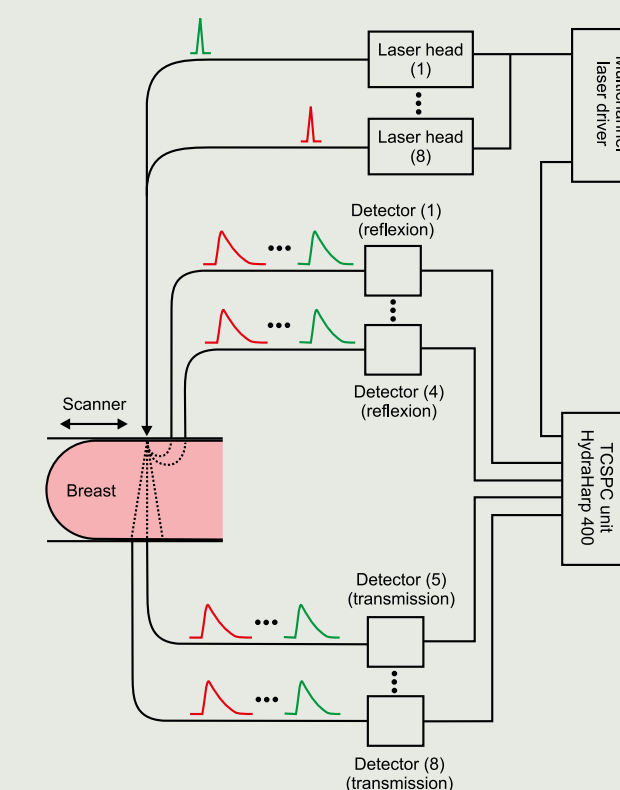 Laser head
(1)
Laser head
(8)
laser driver
Detector (1)
(reflexion)
Detector (4)
(reflexion)
Scanner
Breast
TCSPC unit
HydraHarp 400
Detector (5)
(transmission)
Detector (8)
(transmission)